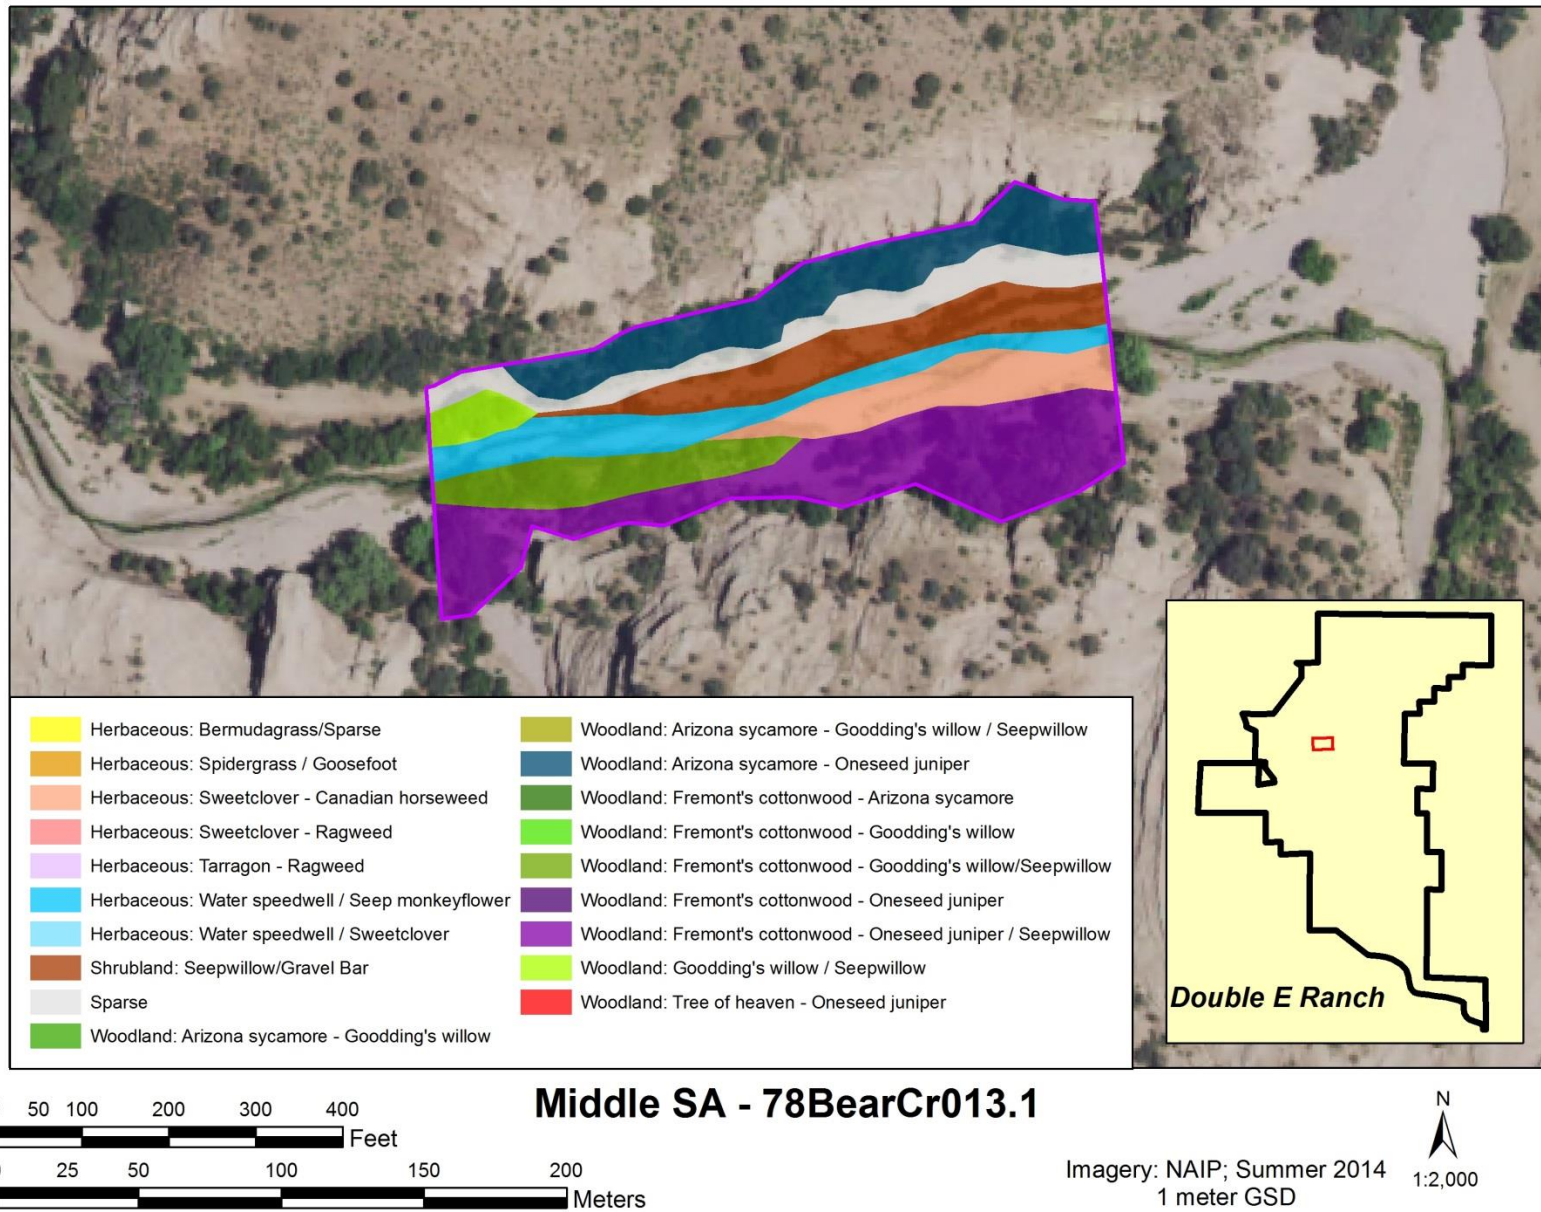 Herbaceous: Bermudagrass/Sparse
Herbaceous: Spidergrass / Goosefoot
Herbaceous: Sweetclover - Canadian horseweed
Herbaceous: Sweetclover - Ragweed
Herbaceous: Tarragon - Ragweed
Herbaceous: Water speedwell / Seep monkeyflower
Herbaceous: Water speedwell / Sweetclover
Shrubland: Seepwillow/Gravel Bar
Sparse
Woodland: Arizona sycamore - Goodding's willow
Woodland: Arizona sycamore - Goodding's willow / Seepwillow
Woodland: Arizona sycamore - Oneseed juniper
Woodland: Fremont's cottonwood - Arizona sycamore
Woodland: Fremont's cottonwood - Goodding's willow
Woodland: Fremont's cottonwood - Goodding's willow/Seepwillow
Woodland: Fremont's cottonwood - Oneseed juniper
Woodland: Fremont's cottonwood - Oneseed juniper / Seepwillow
Woodland: Goodding's willow / Seepwillow
Woodland: Tree of heaven - Oneseed juniper
Double E Ranch
Middle SA - 78BearCr013.1
50 100 200 300 400
Feet
25 50 100 150 200
Meters
Imagery: NAIP; Summer 2014
1 meter GSD
N
1:2,000